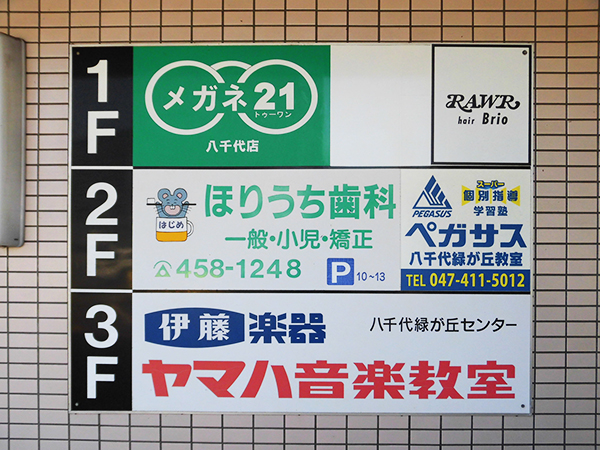 1F
メガネ21
トゥーワン
八千代店
RAWR
hair Brio
2F
はじめ
ほりうち歯科
一般・小児・矯正
458-1248
P 10~13
PEGASUS
スーパー
個別指導
学習塾
ペガサス
八千代緑が丘教室
TEL 047-411-5012
3F
伊藤楽器
八千代緑が丘センター
ヤマハ音楽教室